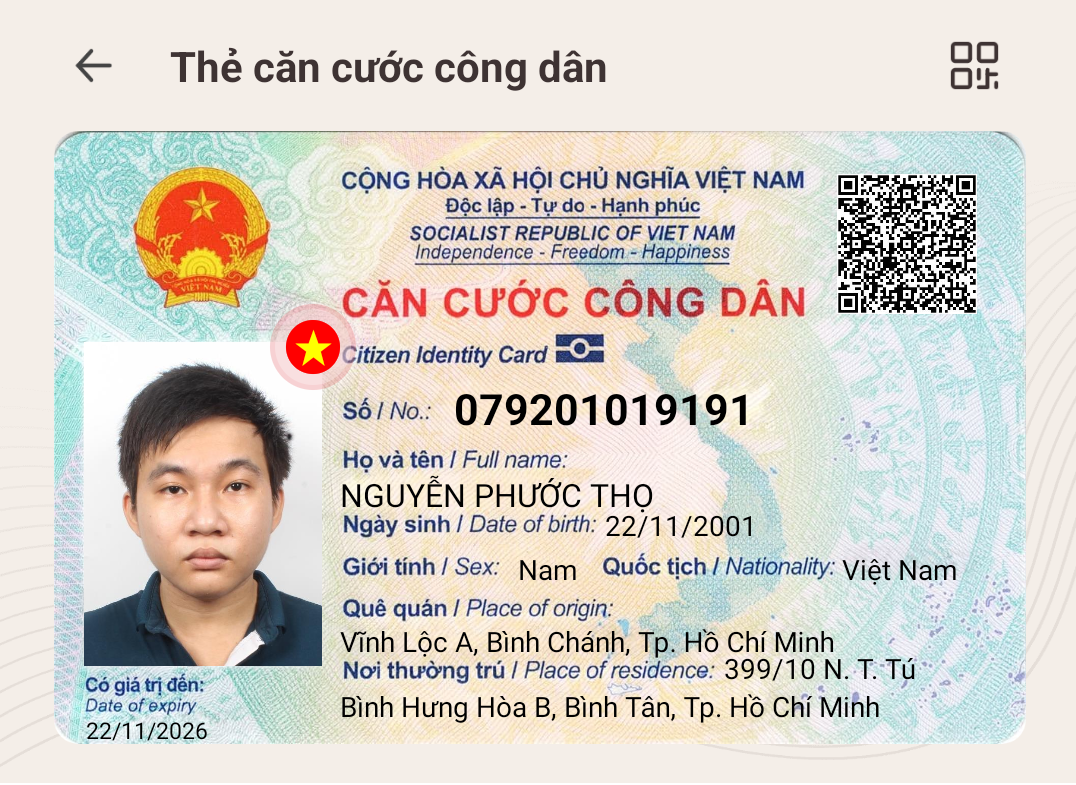 Thẻ căn cước công dân
CỘNG HÒA XÃ HỘI CHỦ NGHĨA VIỆT NAM
Độc lập - Tự do - Hạnh phúc
SOCIALIST REPUBLIC OF VIET NAM
Independence - Freedom - Happiness
CĂN CƯỚC CÔNG DÂN
Citizen Identity Card
Số / No.: 079201019191
Họ và tên / Full name:
NGUYỄN PHƯỚC THỌ
Ngày sinh / Date of birth: 22/11/2001
Giới tính / Sex: Nam Quốc tịch / Nationality: Việt Nam
Quê quán / Place of origin:
Vĩnh Lộc A, Bình Chánh, Tp. Hồ Chí Minh
Nơi thường trú / Place of residence: 399/10 N. T. Tú
Bình Hưng Hòa B, Bình Tân, Tp. Hồ Chí Minh
Có giá trị đến:
Date of expiry
22/11/2026